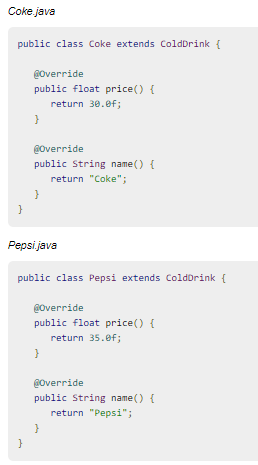 Coke.java
public class Coke extends ColdDrink {
@Override
public float price() {
return 30.0f;
}
@Override
public String name() {
return "Coke";
}
}
Pepsi.java
public class Pepsi extends ColdDrink {
@Override
public float price() {
return 35.0f;
}
@Override
public String name() {
return "Pepsi";
}
}